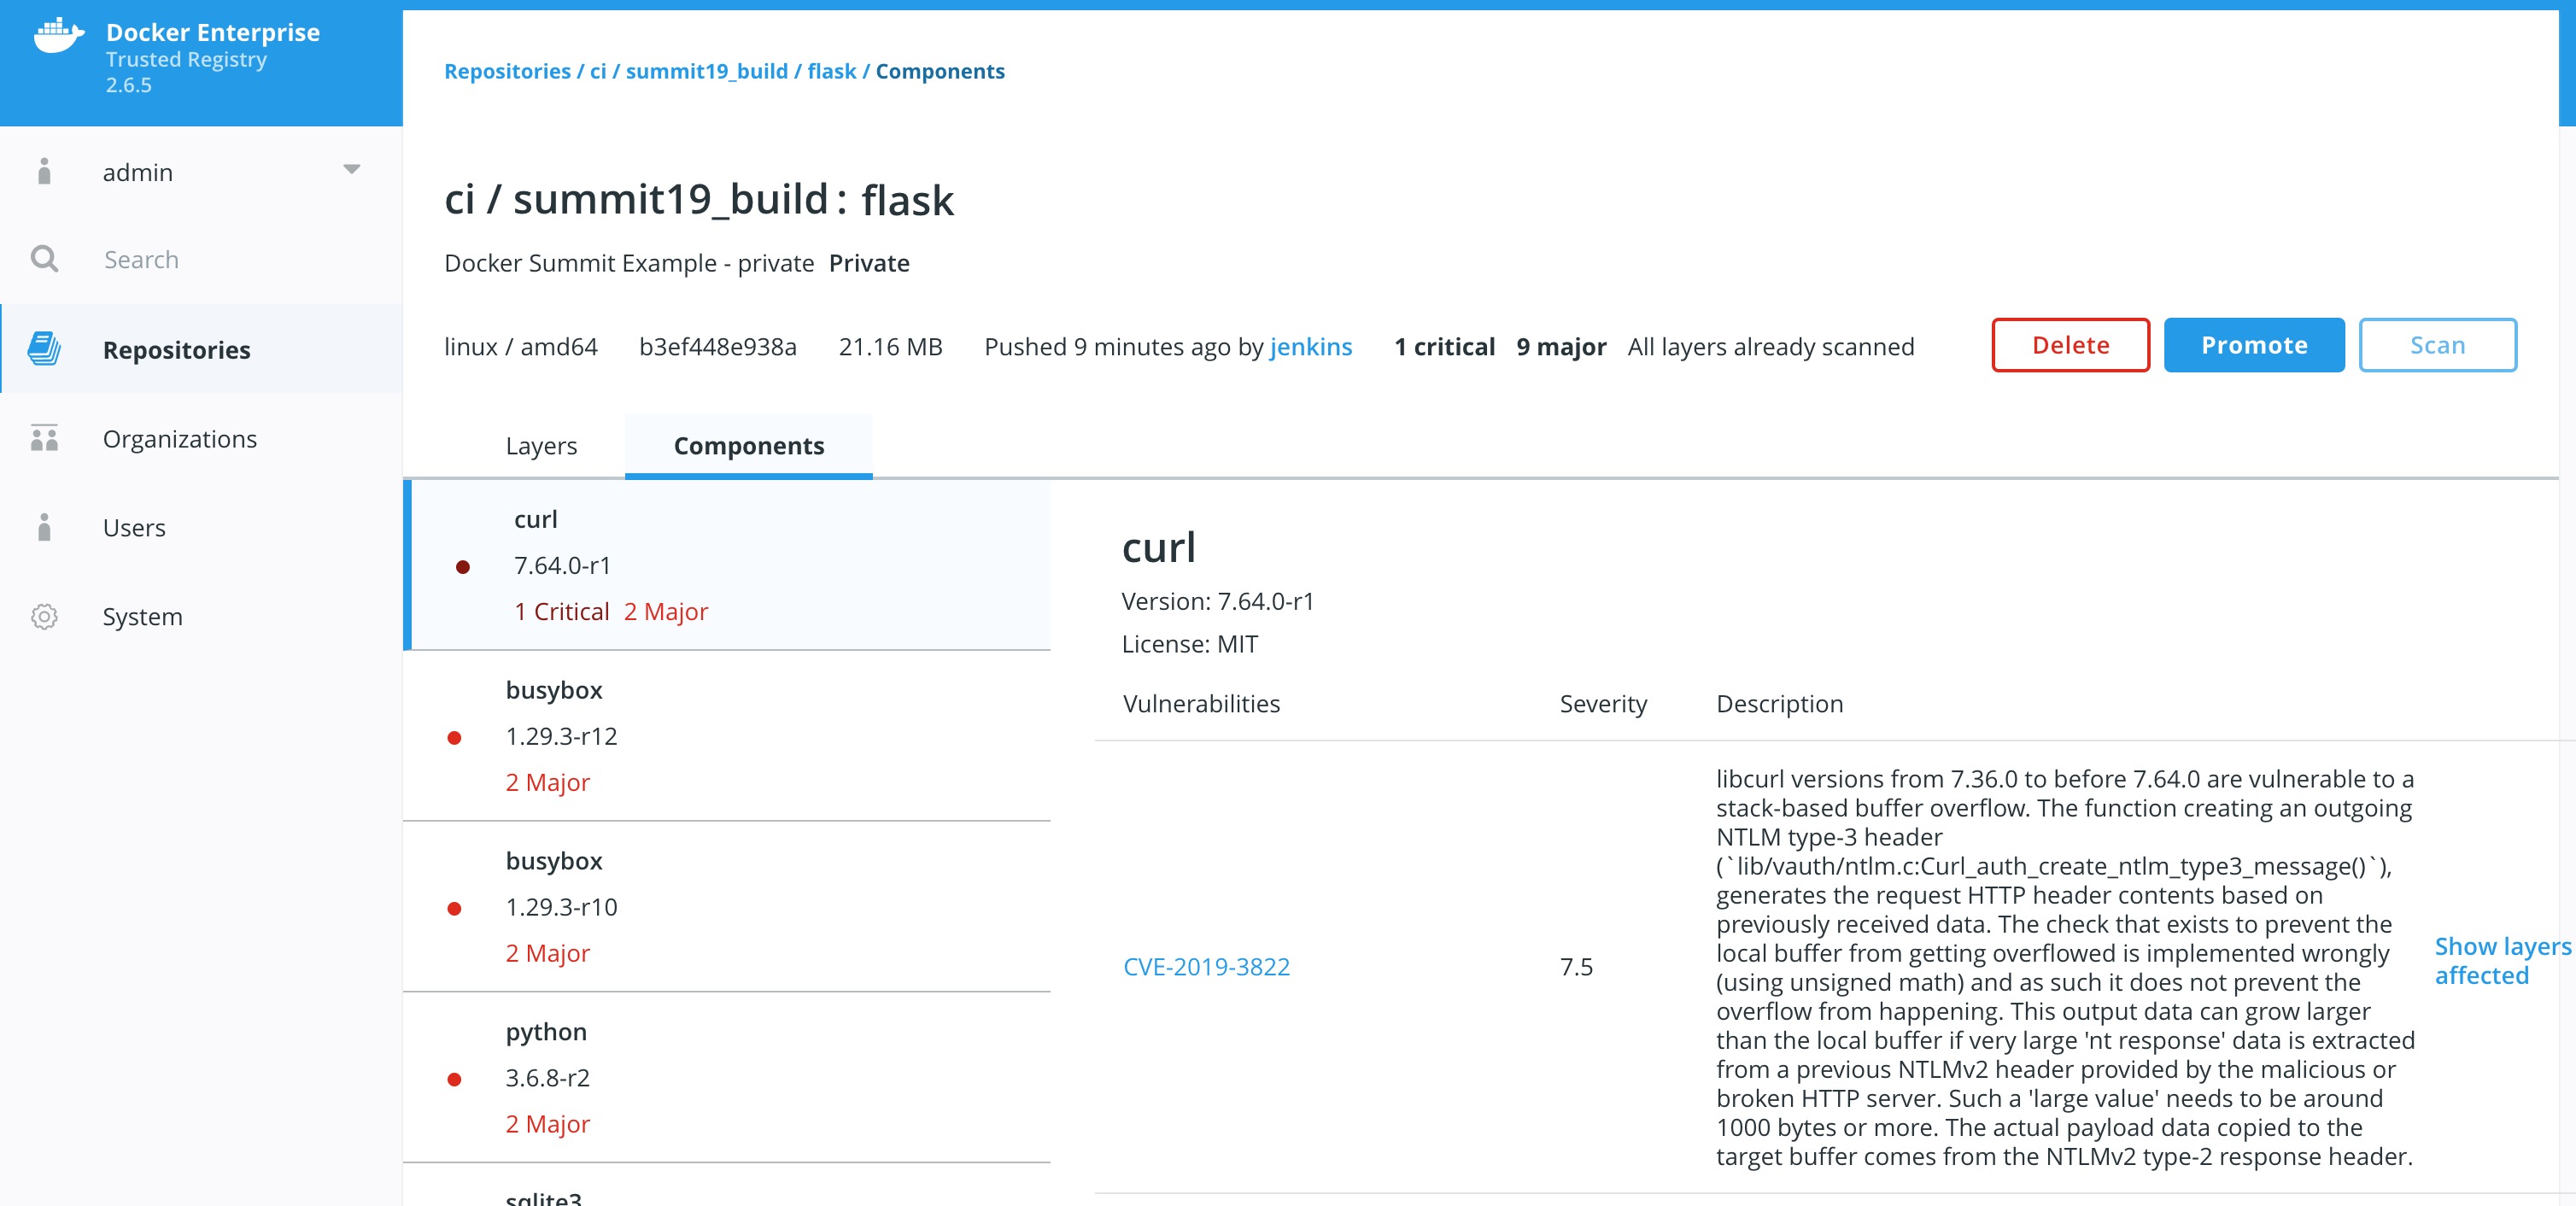 Docker Enterprise
Trusted Registry
2.6.5
admin
Search
Repositories
Organizations
Users
System
Repositories / ci / summit19_build / flask / Components
ci / summit19_build : flask
Docker Summit Example - private Private
linux / amd64 b3ef448e938a 21.16 MB Pushed 9 minutes ago by jenkins 1 critical 9 major All layers already scanned Delete Promote Scan
Layers Components
curl
7.64.0-r1
1 Critical 2 Major
busybox
1.29.3-r12
2 Major
busybox
1.29.3-r10
2 Major
python
3.6.8-r2
2 Major
sqlite3
curl
Version: 7.64.0-r1
License: MIT
Vulnerabilities Severity Description
CVE-2019-3822
7.5
libcurl versions from 7.36.0 to before 7.64.0 are vulnerable to a
stack-based buffer overflow. The function creating an outgoing
NTLM type-3 header
(`lib/vauth/ntlm.c:Curl_auth_create_ntlm_type3_message()`),
generates the request HTTP header contents based on
previously received data. The check that exists to prevent the
local buffer from getting overflowed is implemented wrongly
(using unsigned math) and as such it does not prevent the
overflow from happening. This output data can grow larger
than the local buffer if very large 'nt response' data is extracted
from a previous NTLMv2 header provided by the malicious or
broken HTTP server. Such a 'large value' needs to be around
1000 bytes or more. The actual payload data copied to the
target buffer comes from the NTLMv2 type-2 response header.
Show layers
affected